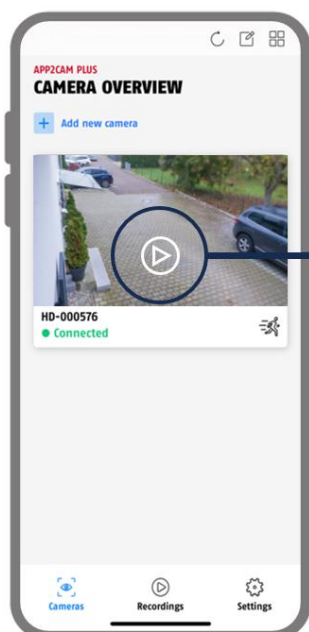 APP2CAM PLUS
CAMERA OVERVIEW
Add new camera
HD-000576
Connected
Cameras
Recordings
Settings